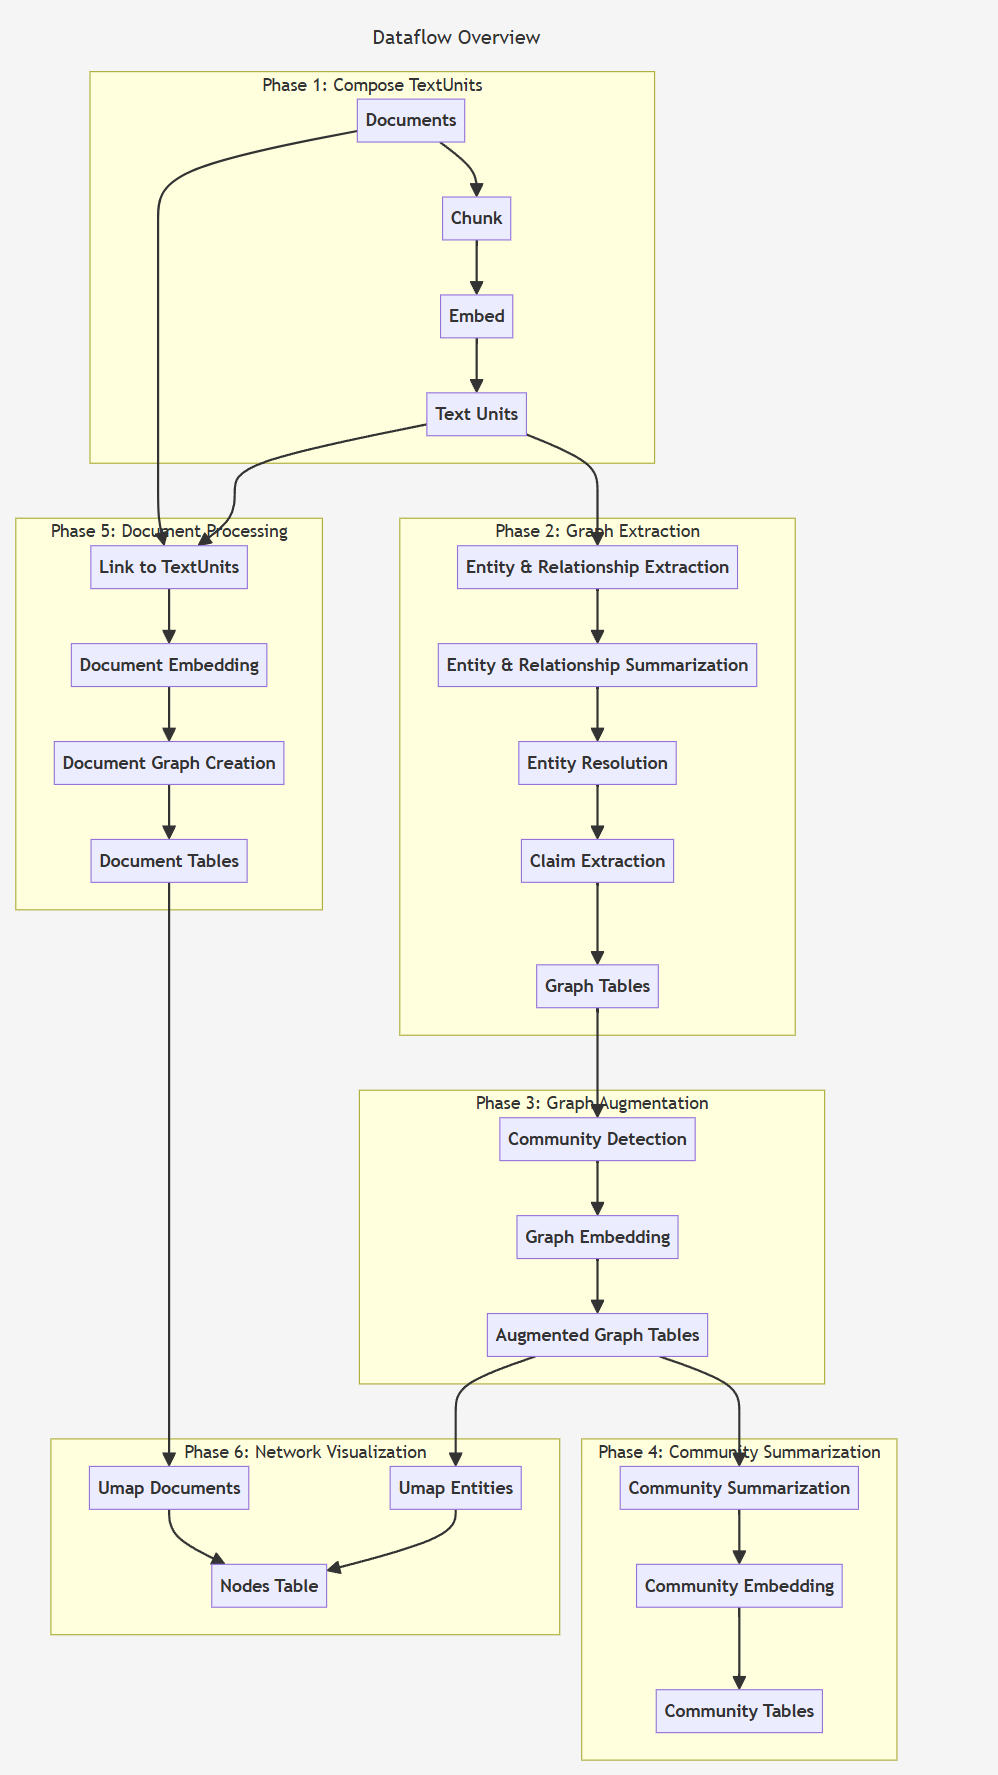 Dataflow Overview
Phase 1: Compose TextUnits
Documents
Chunk
Embed
Text Units
Phase 5: Document Processing
Link to TextUnits
Document Embedding
Document Graph Creation
Document Tables
Phase 2: Graph Extraction
Entity & Relationship Extraction
Entity & Relationship Summarization
Entity Resolution
Claim Extraction
Graph Tables
Phase 3: Graph Augmentation
Community Detection
Graph Embedding
Augmented Graph Tables
Phase 6: Network Visualization
Umap Documents
Umap Entities
Nodes Table
Phase 4: Community Summarization
Community Summarization
Community Embedding
Community Tables